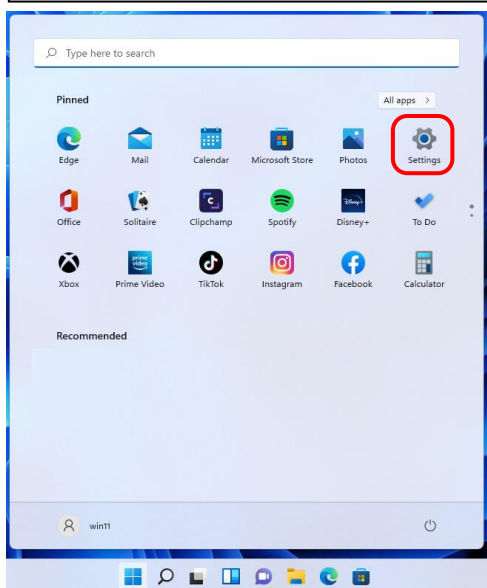 Type here to search
Pinned
All apps >
Edge Mail Calendar Microsoft Store Photos Settings
Office Solitaire Clipchamp Spotify Disney+ To Do
Xbox Prime Video TikTok Instagram Facebook Calculator
Recommended
win11